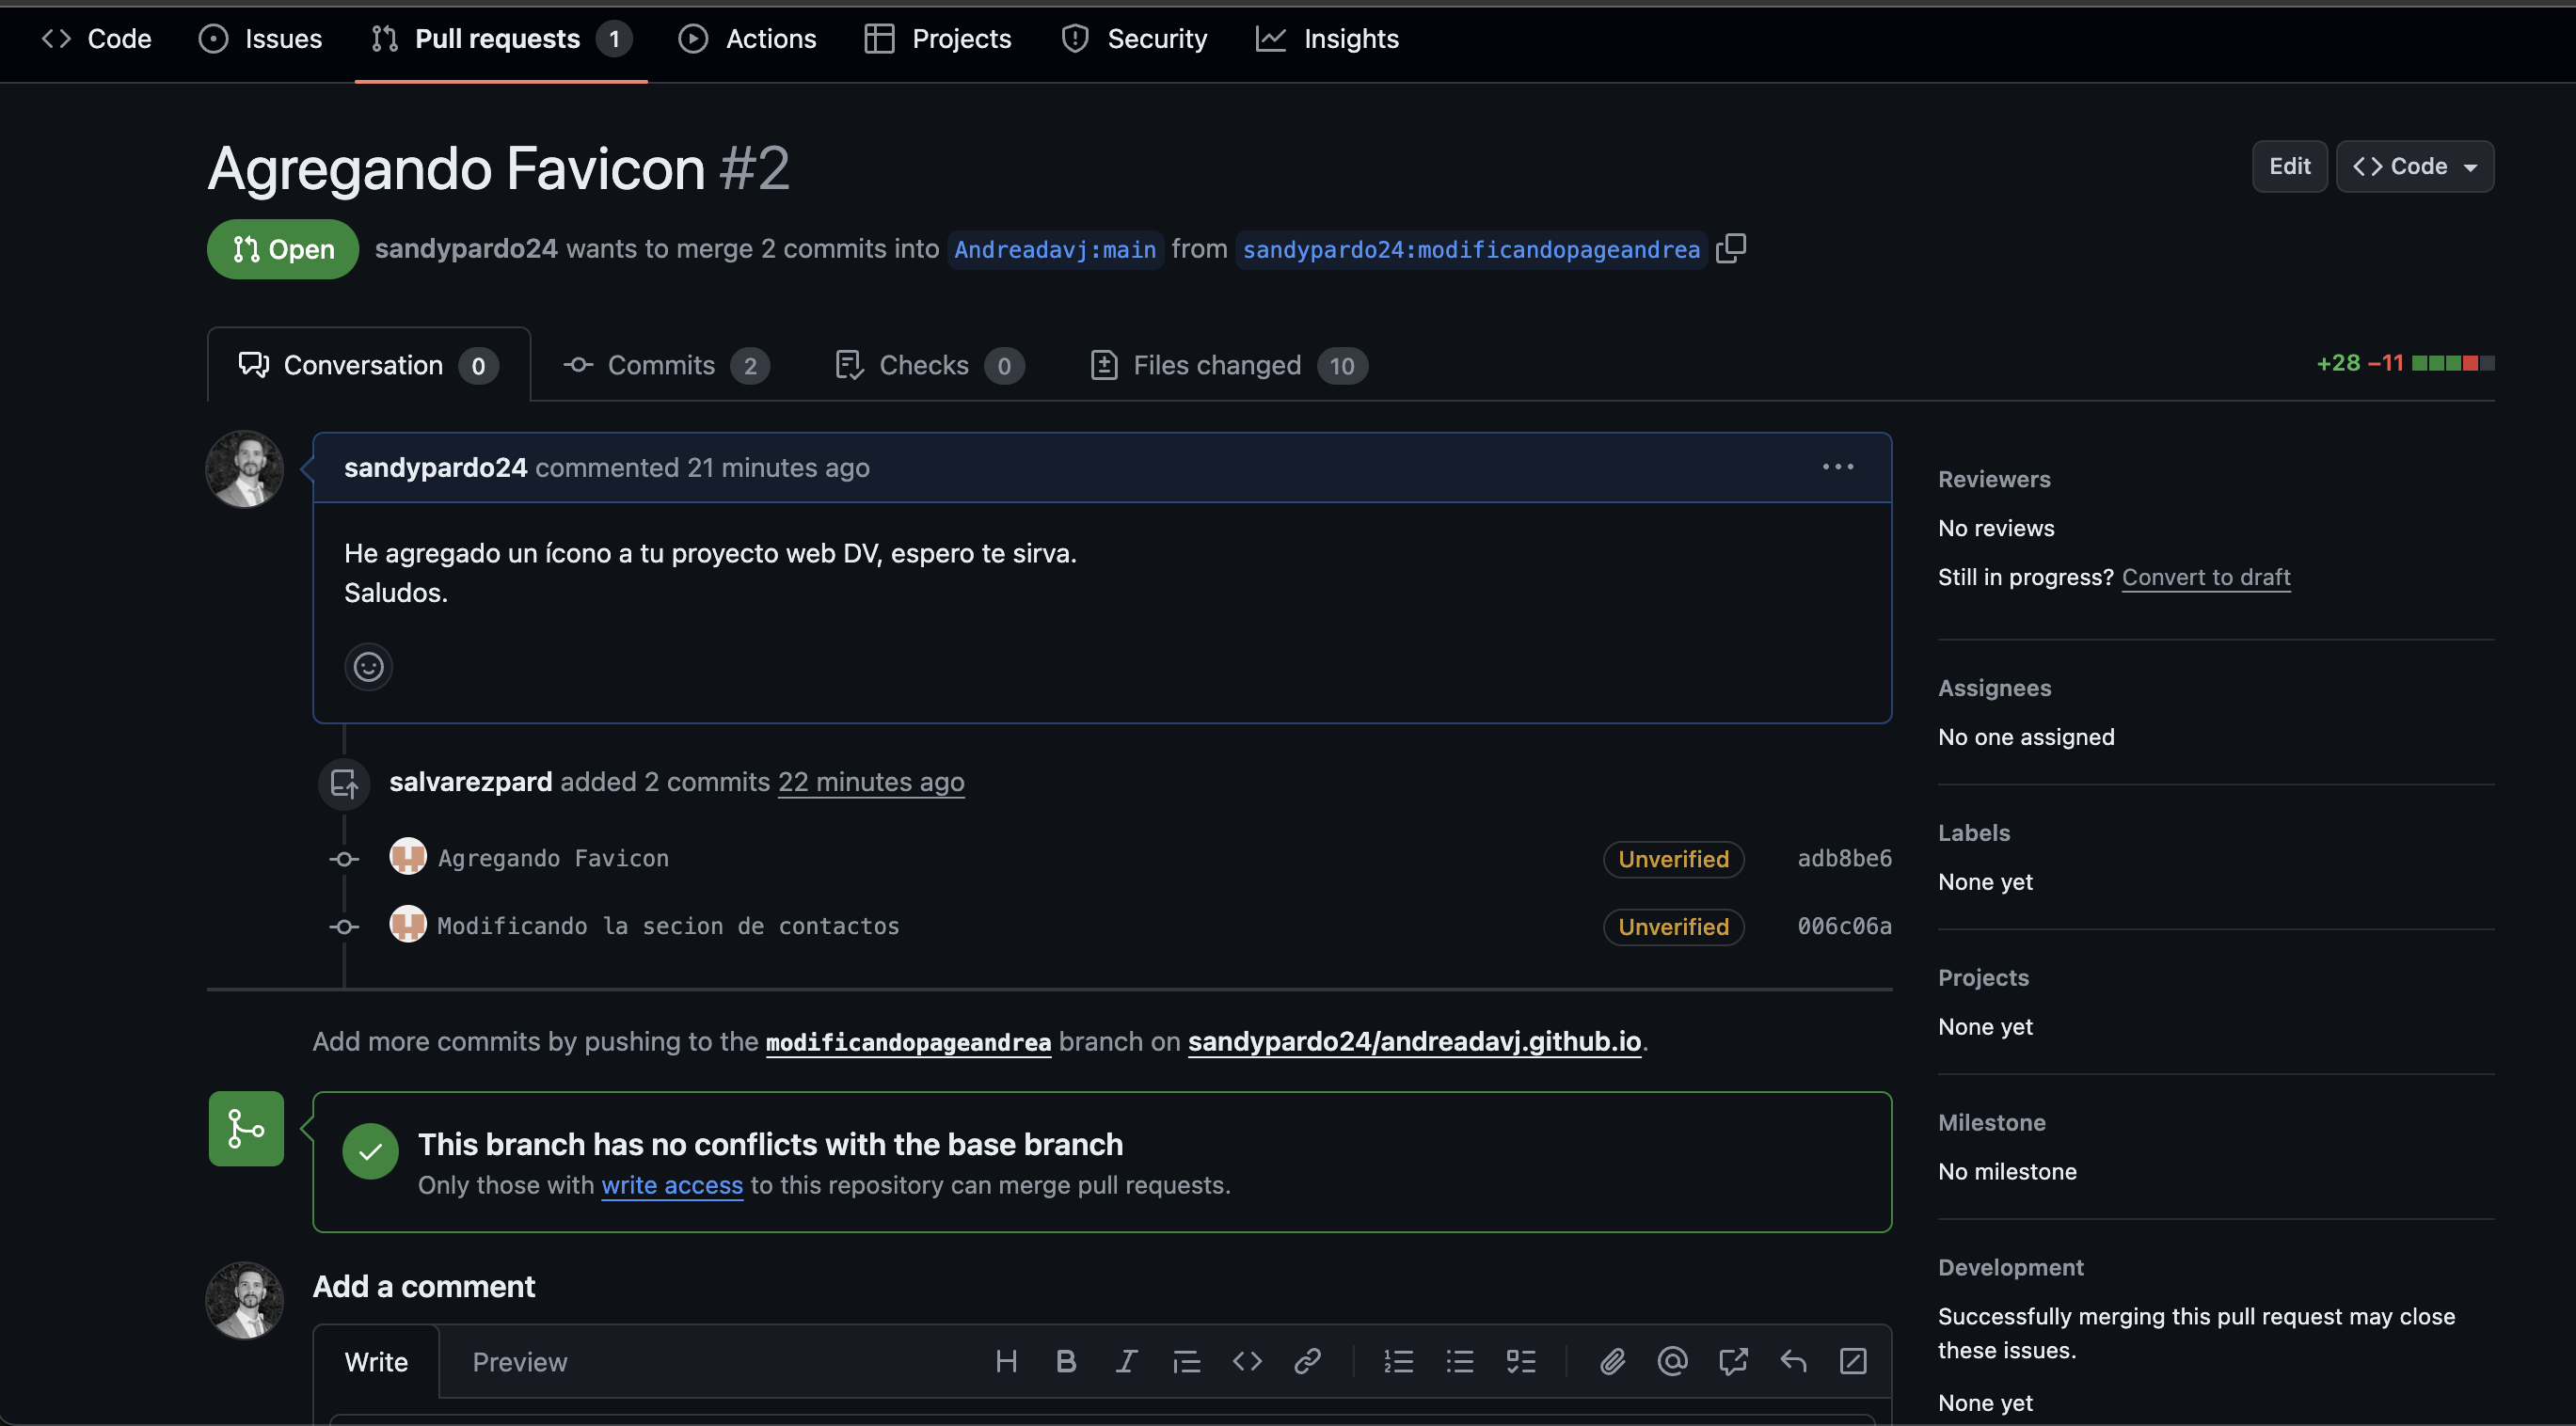 Code Issues Pull requests 1 Actions Projects Security Insights
Agregando Favicon #2
Edit Code
Open sandypardo24 wants to merge 2 commits into Andreadavj:main from sandypardo24:modificandopageandrea
Conversation 0 Commits 2 Checks 0 Files changed 10 +28 −11
sandypardo24 commented 21 minutes ago
He agregado un ícono a tu proyecto web DV, espero te sirva.
Saludos.
salvarezpard added 2 commits 22 minutes ago
Agregando Favicon Unverified adb8be6
Modificando la secion de contactos Unverified 006c06a
Add more commits by pushing to the modificandopageandrea branch on sandypardo24/andreadavj.github.io.
This branch has no conflicts with the base branch
Only those with write access to this repository can merge pull requests.
Add a comment
Write Preview
Reviewers
No reviews
Still in progress? Convert to draft
Assignees
No one assigned
Labels
None yet
Projects
None yet
Milestone
No milestone
Development
Successfully merging this pull request may close
these issues.
None yet